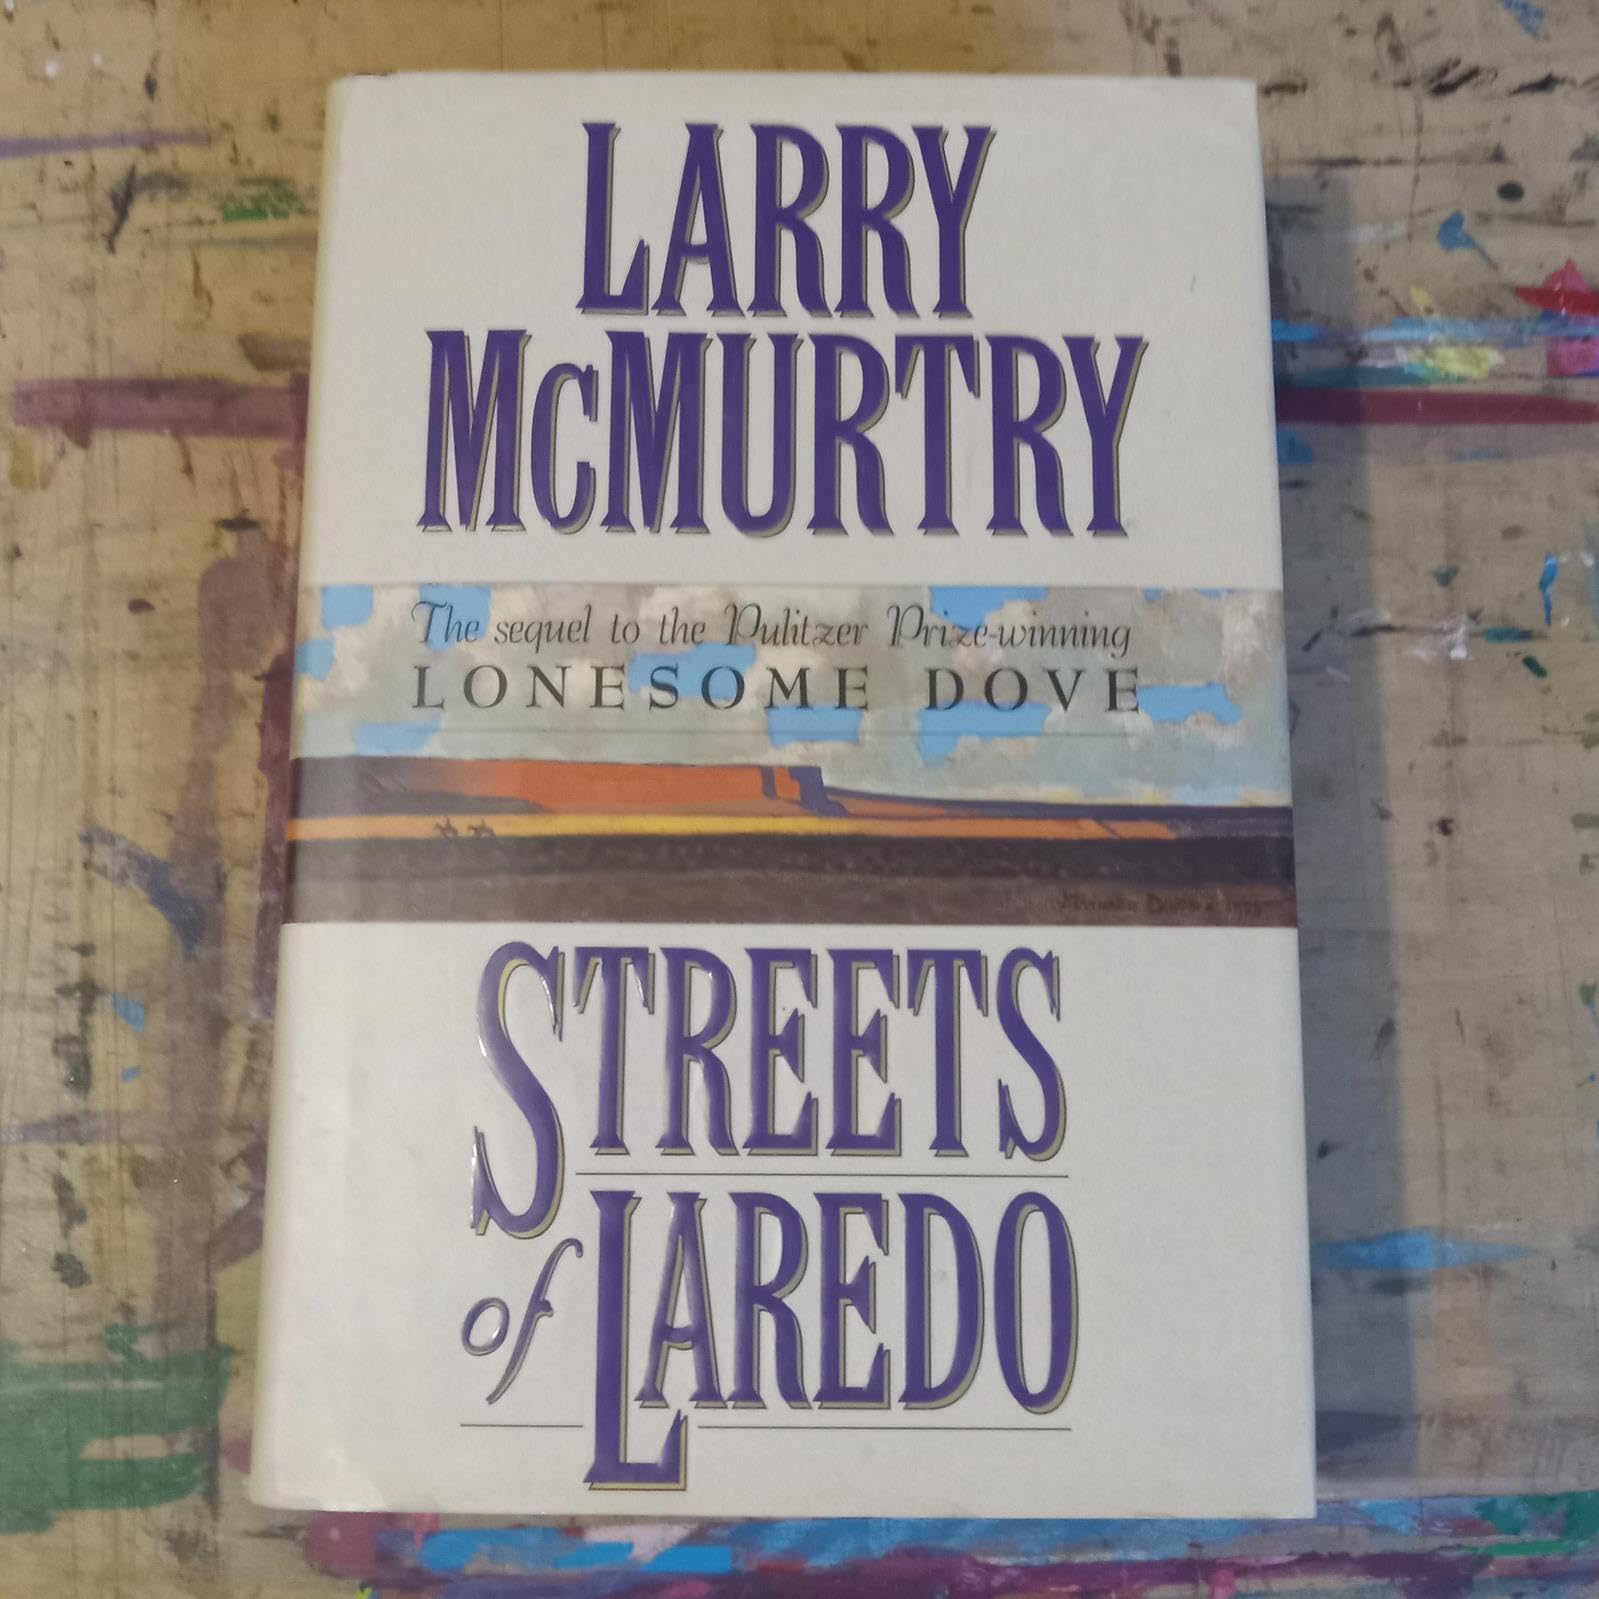 LARRY
MCMURTRY
The sequel to the Pulitzer Prize-winning
LONESOME DOVE
STREETS
of LAREDO